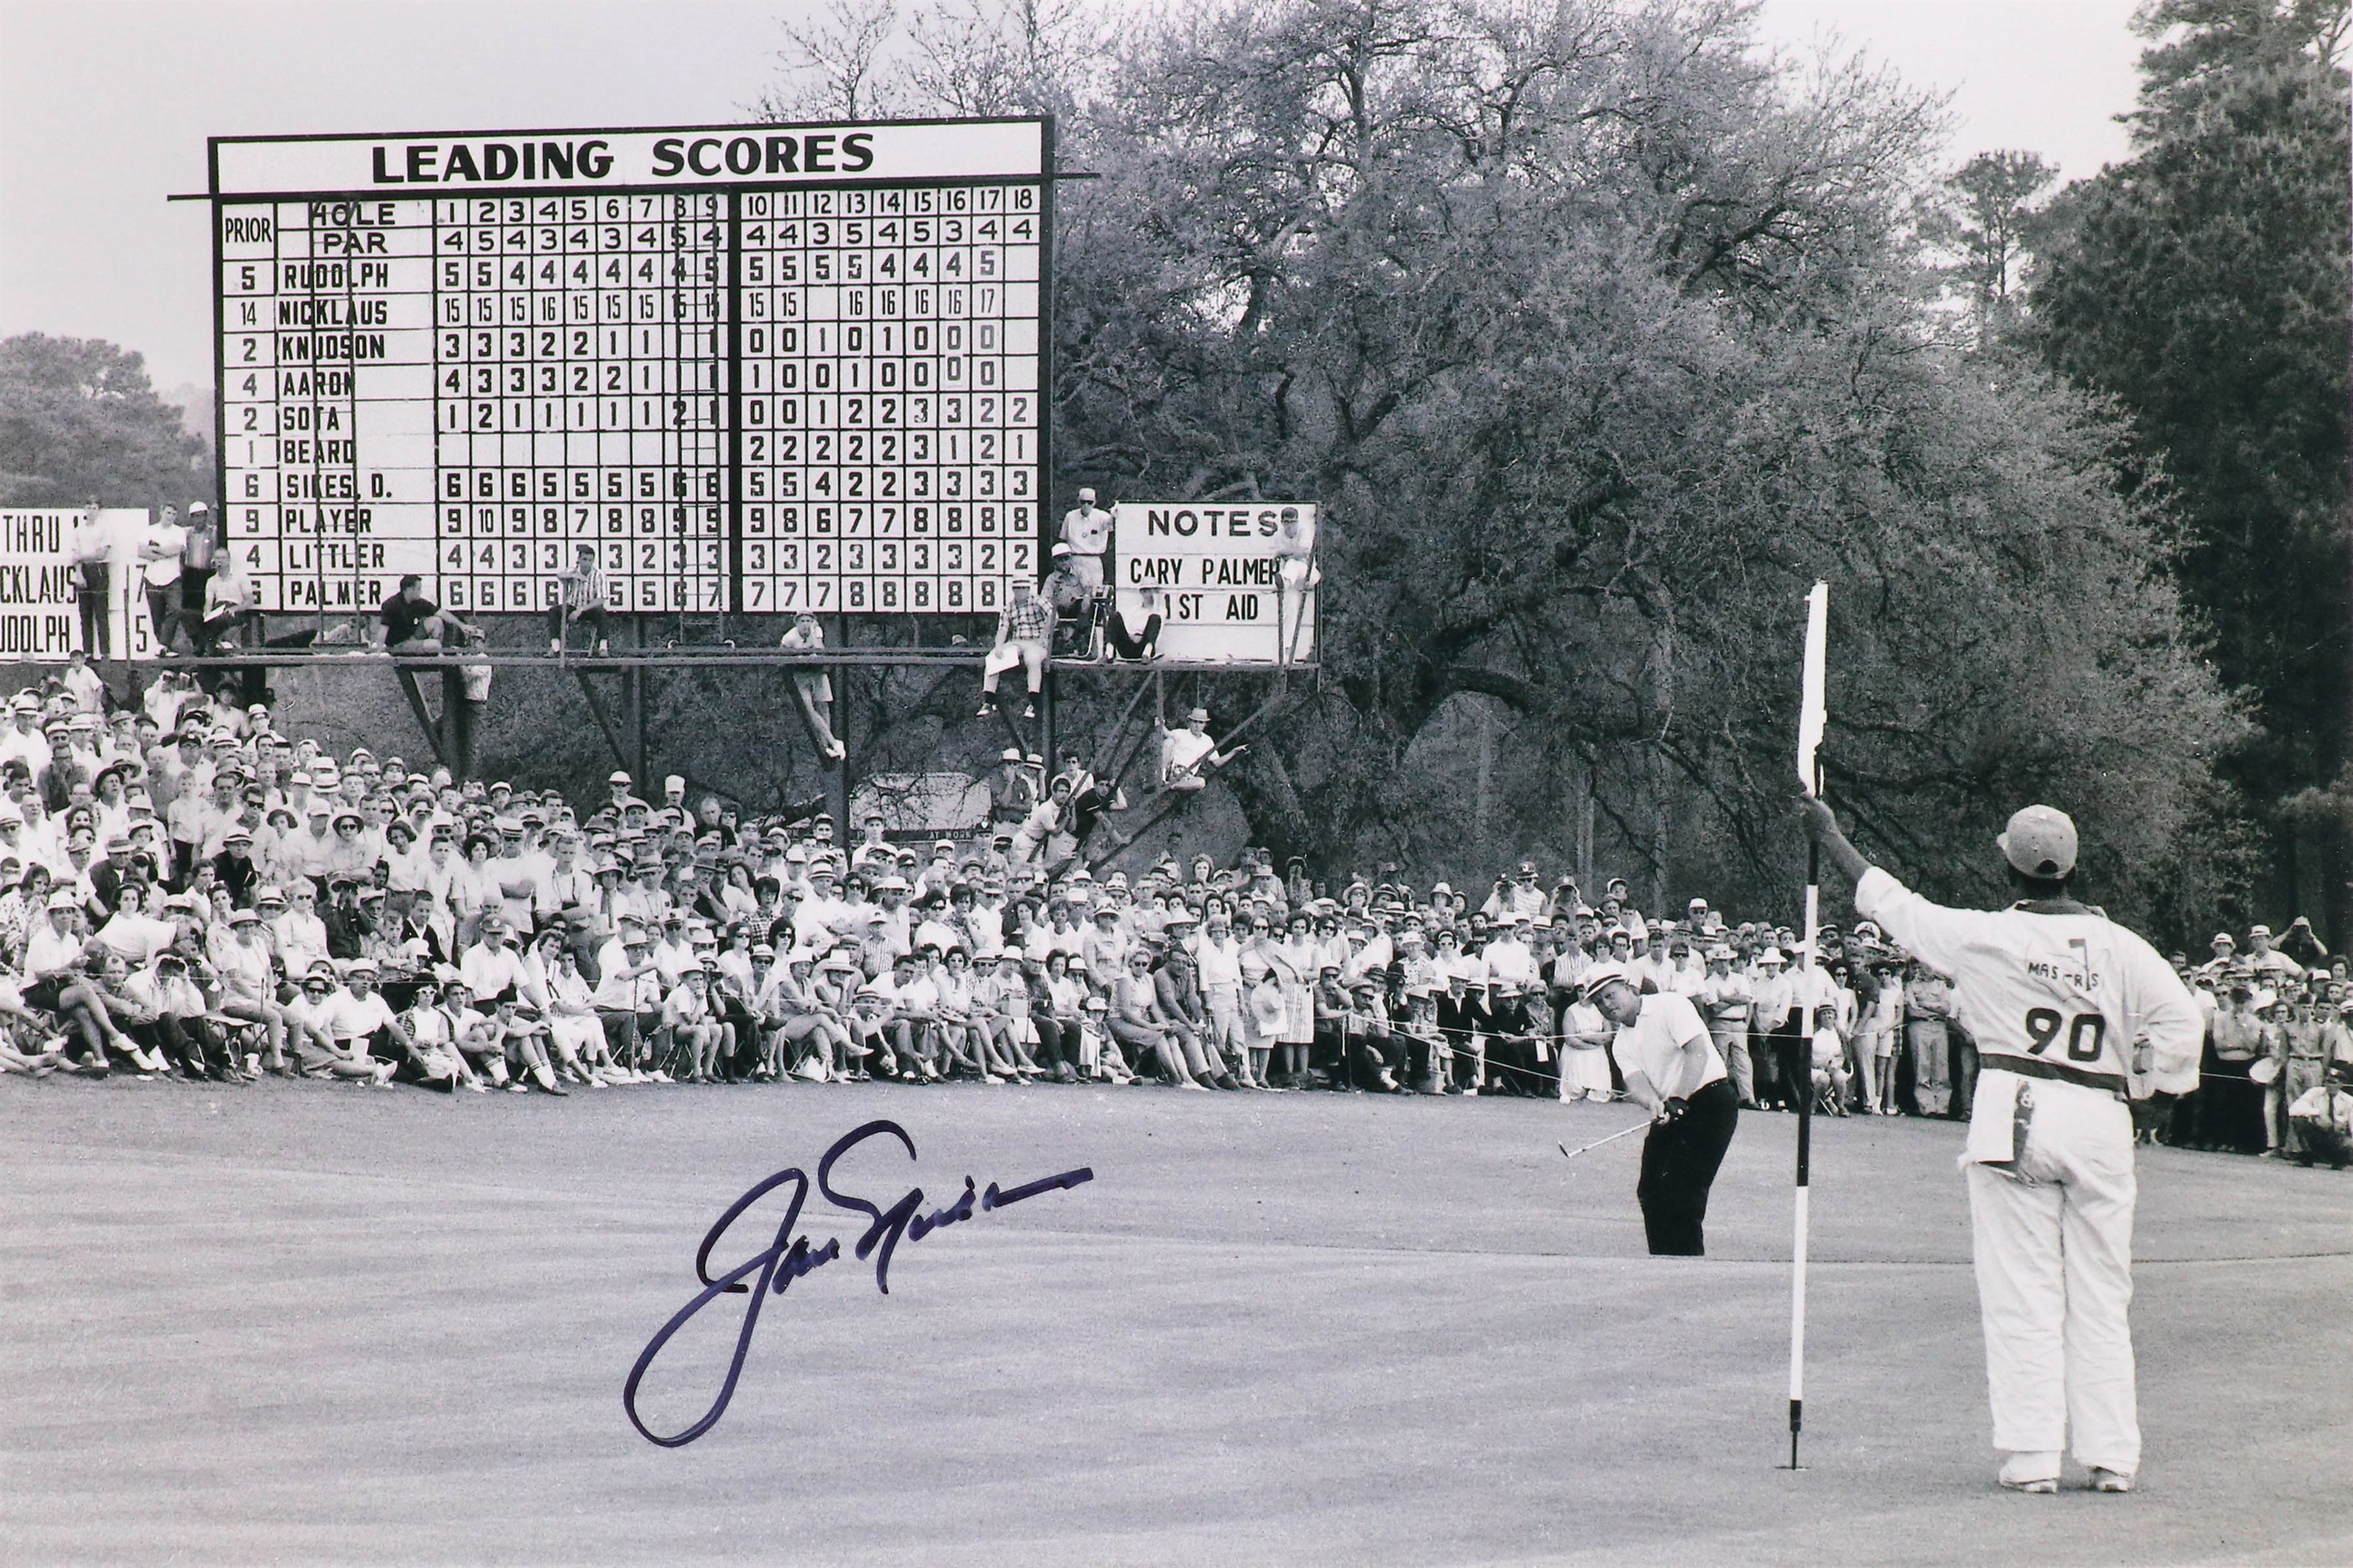 LEADING SCORES
PRIOR HOLE 1 2 3 4 5 6 7 8 9 10 11 12 13 14 15 16 17 18
PAR 4 5 4 3 4 3 4 5 4 4 4 3 5 4 5 3 4 4
5 RUDOLPH 5 5 4 4 4 4 4 4 5 5 5 5 5 4 4 4 5
14 NICKLAUS 15 15 15 16 15 15 15 15 15 15 16 16 16 16 17
2 KNUDSON 3 3 3 2 2 1 1 1 0 0 1 0 1 0 0 0
4 AARON 4 3 3 3 2 2 1 1 1 0 0 1 0 0 0 0
2 SOTA 1 2 1 1 1 1 1 2 1 0 0 1 2 2 3 3 2 2
1 BEARD 2 2 2 2 2 3 1 2 1
6 SIKES, D. 6 6 6 5 5 5 5 6 6 5 5 4 2 2 3 3 3 3
9 PLAYER 9 10 9 8 7 8 8 9 9 9 8 6 7 7 8 8 8 8
4 LITTLER 4 4 3 3 3 2 3 3 3 3 2 3 3 3 3 2 2
PALMER 6 6 6 6 5 5 6 7 7 7 7 8 8 8 8 8
THRU
CKLAUS 7
UDOLPH 5
NOTES
GARY PALMER
1ST AID
AT WORK
MAS RS
90
Jack Nicklaus